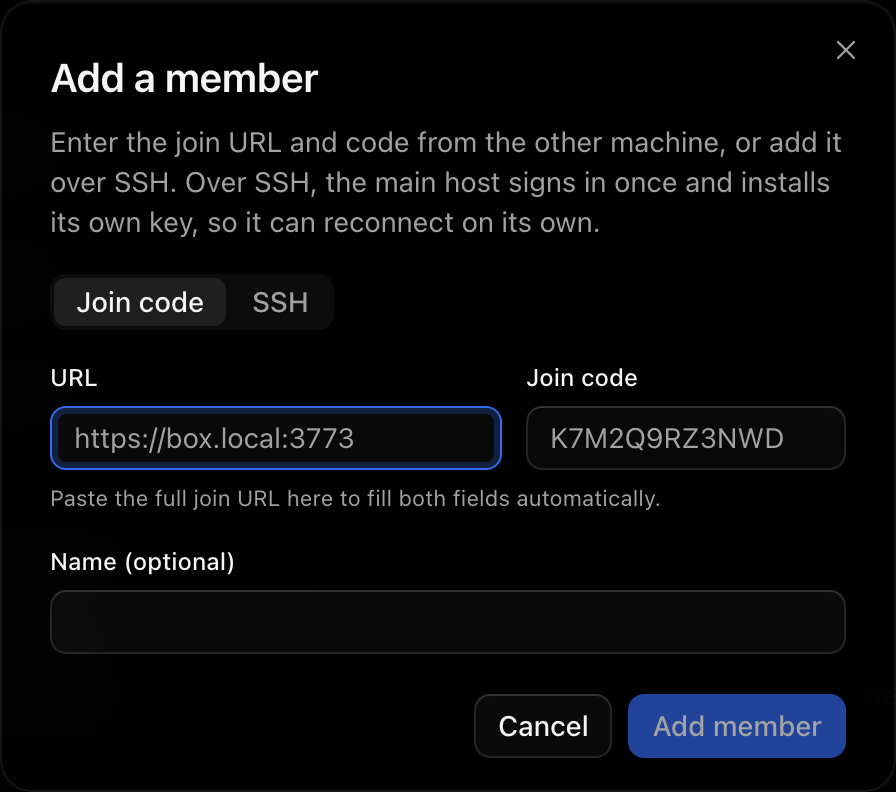 Add a member
Enter the join URL and code from the other machine, or add it
over SSH. Over SSH, the main host signs in once and installs
its own key, so it can reconnect on its own.
Join code SSH
URL
Join code
https://box.local:3773
K7M2Q9RZ3NWD
Paste the full join URL here to fill both fields automatically.
Name (optional)
Cancel
Add member